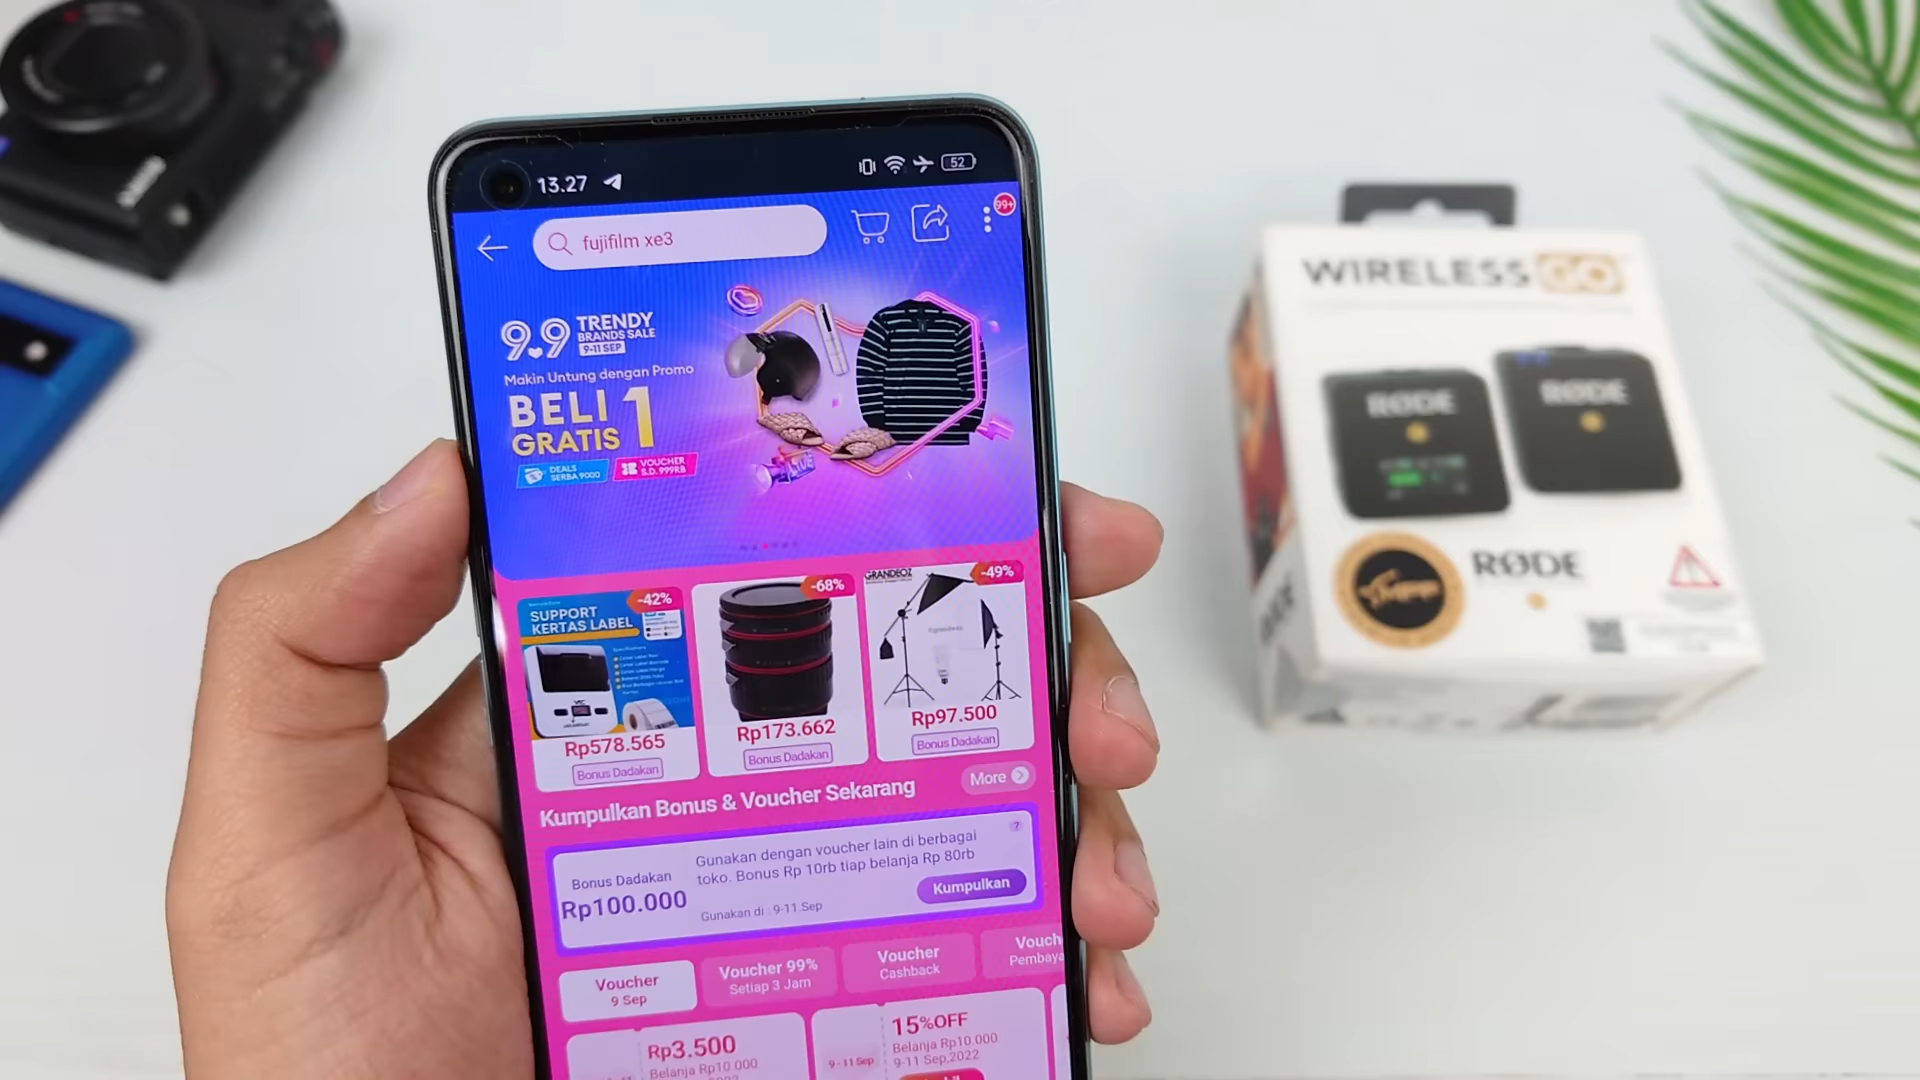 13.27
52
99+
fujifilm xe3
9.9 TRENDY
BRANDS SALE
9-11 SEP
Makin Untung dengan Promo
BELI 1
GRATIS
DEALS
SERBA 9000
VOUCHER
S.D. 999RB
LIVE
-42%
SUPPORT
KERTAS LABEL
Rp578.565
Bonus Dadakan
-68%
Rp173.662
Bonus Dadakan
GRANDEOZ
-49%
Rp97.500
Bonus Dadakan
Kumpulkan Bonus & Voucher Sekarang
More
Bonus Dadakan
Rp100.000
Gunakan dengan voucher lain di berbagai
toko. Bonus Rp 10rb tiap belanja Rp 80rb
?
Gunakan di : 9-11.Sep
Kumpulkan
Voucher
9 Sep
Voucher 99%
Setiap 3 Jam
Voucher
Cashback
Vouch
Pembaya
Rp3.500
Belanja Rp10.000
9-11 Sep
15%OFF
Belanja Rp10.000
9-11 Sep,2022
WIRELESS GO
RØDE
RØDE
RØDE
SONY